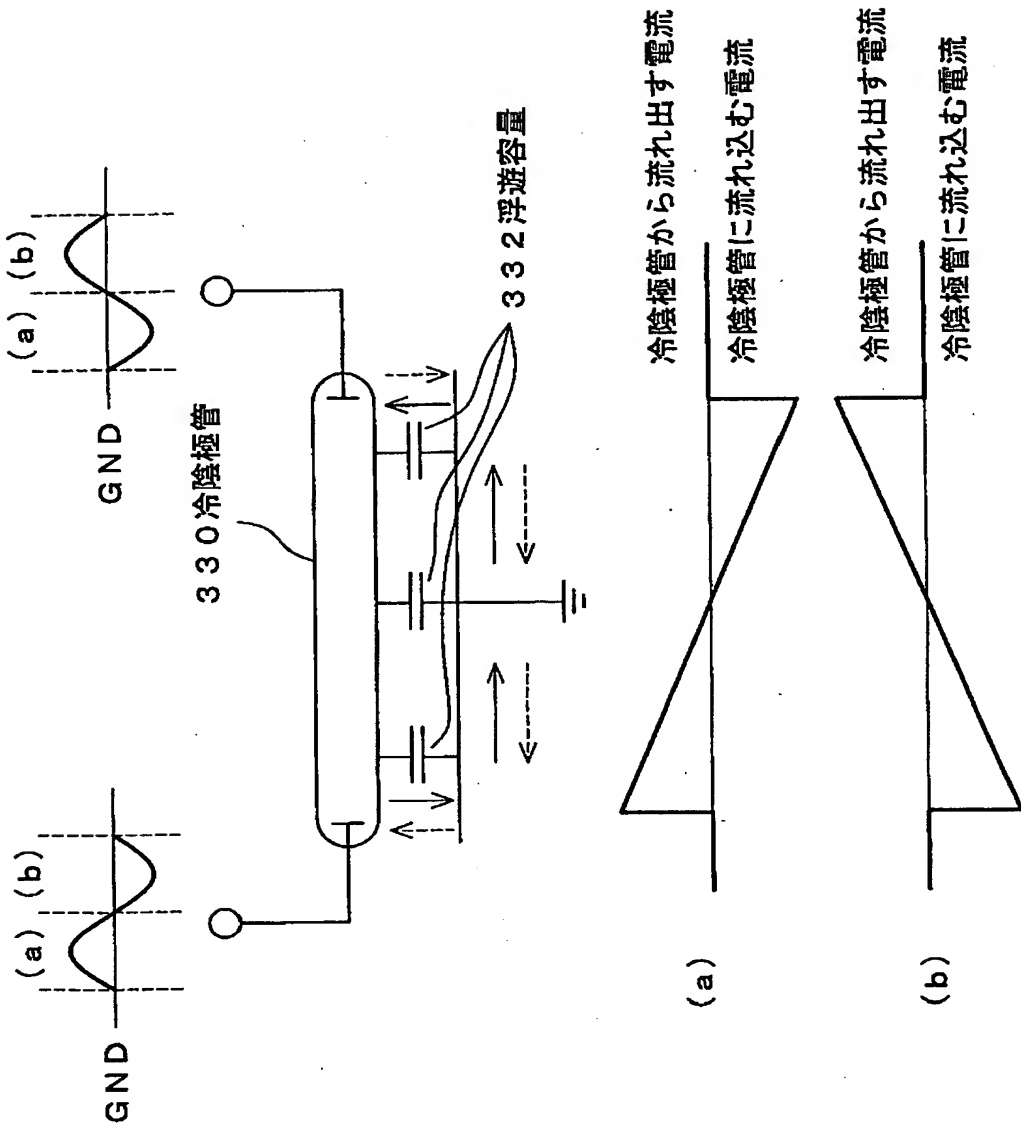 (a) (b)
GND
(a) (b)
GND
330冷陰極管
332浮遊容量
(a)
冷陰極管から流れ出す電流
冷陰極管に流れ込む電流
(b)
冷陰極管から流れ出す電流
冷陰極管に流れ込む電流